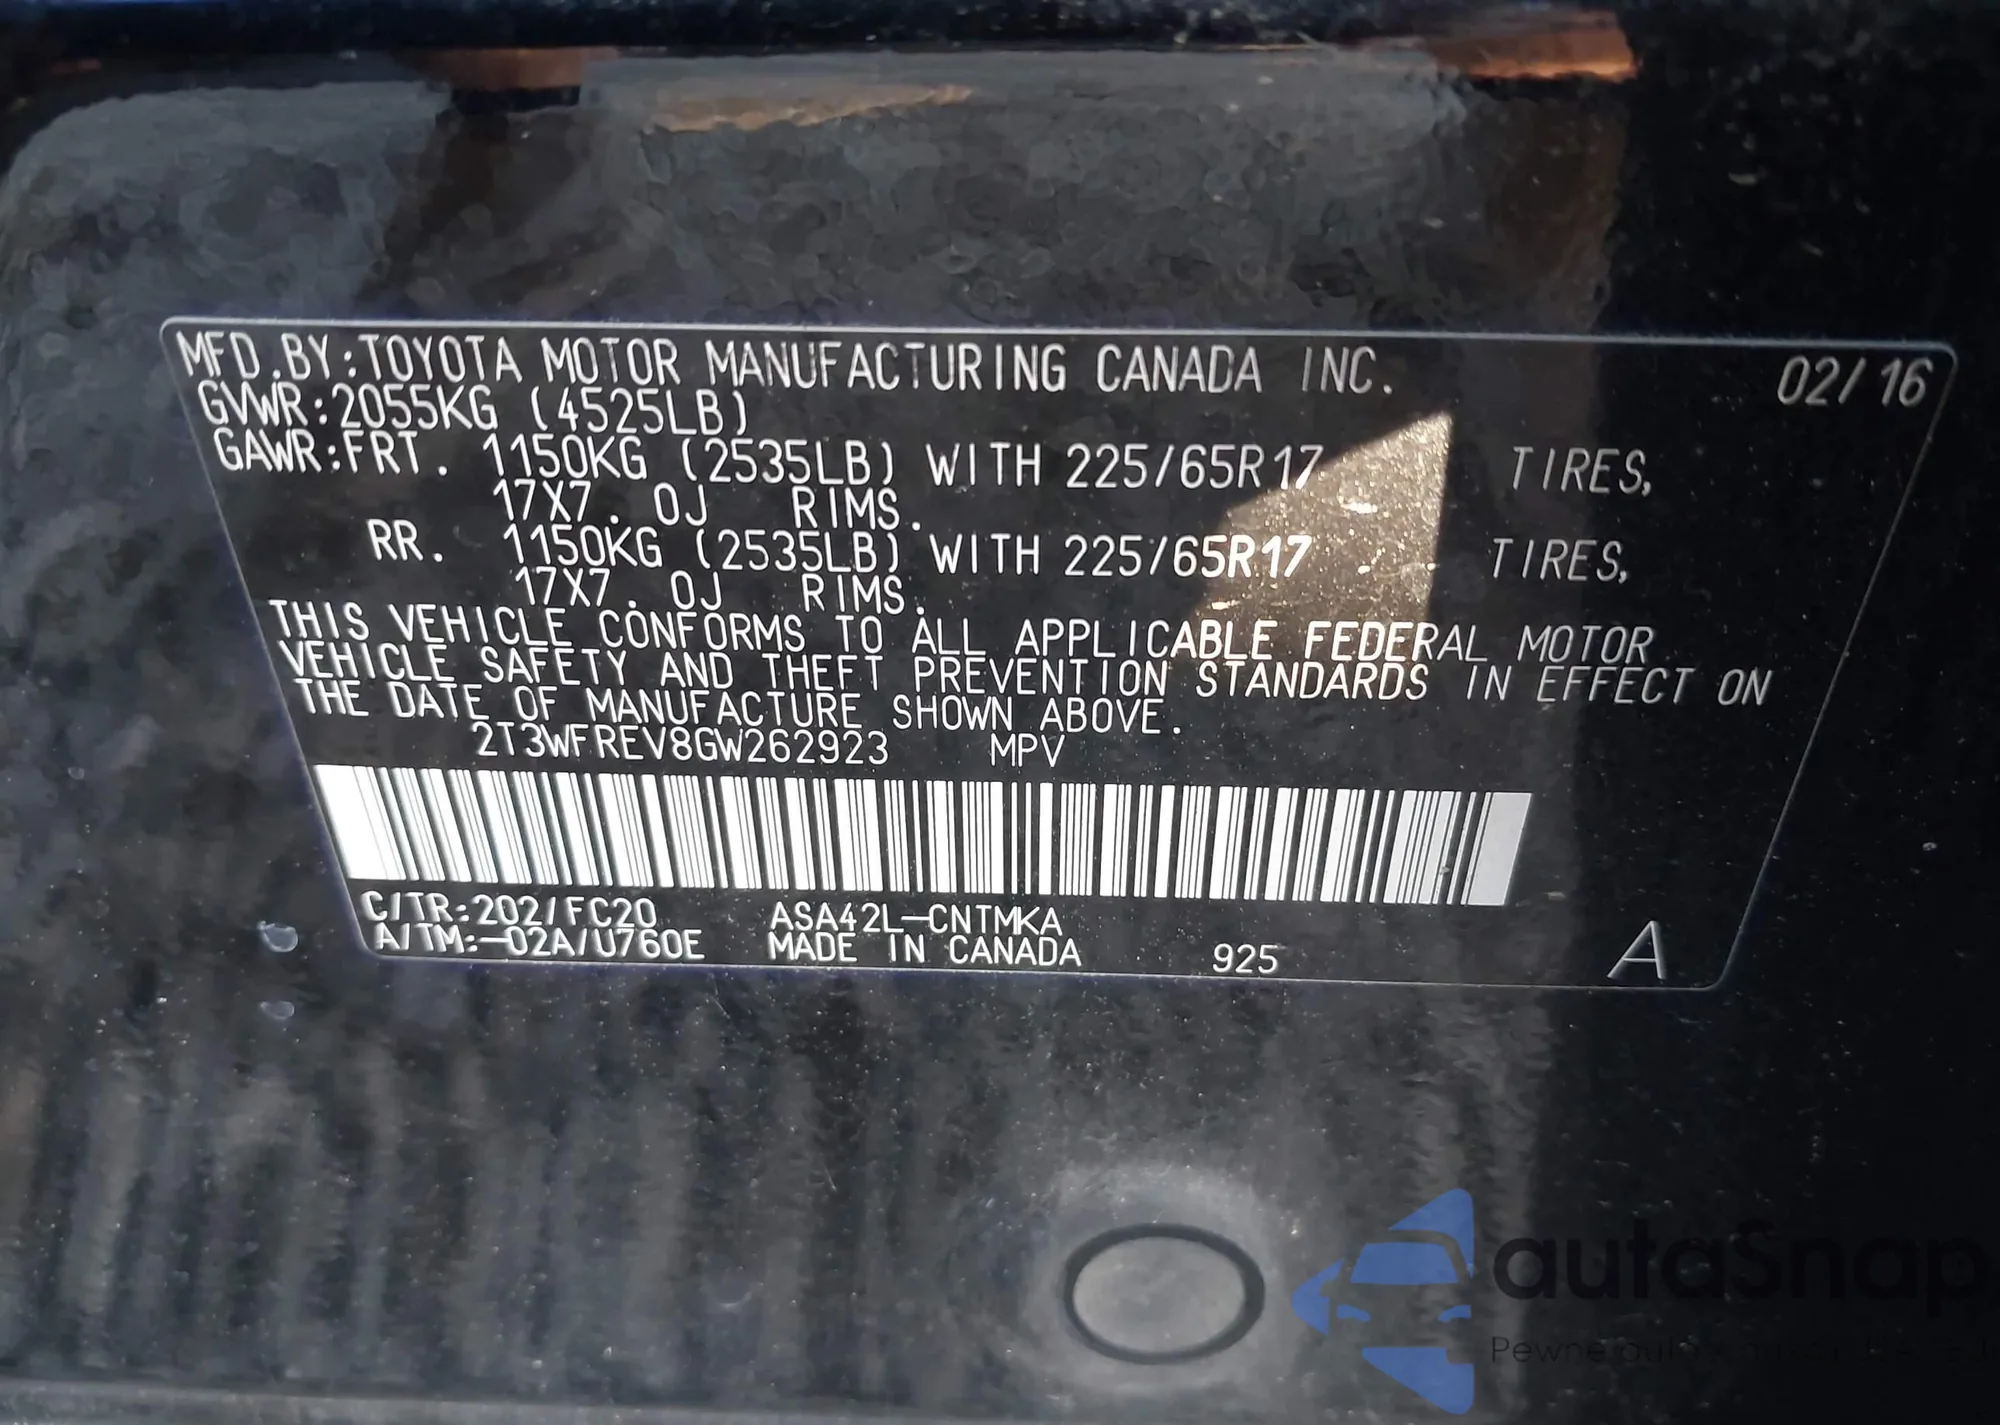 MFD.BY:TOYOTA MOTOR MANUFACTURING CANADA INC. 02/16
GVWR:2055KG (4525LB)
GAWR:FRT. 1150KG (2535LB) WITH 225/65R17 TIRES,
17X7.0J RIMS.
RR. 1150KG (2535LB) WITH 225/65R17 TIRES,
17X7.0J RIMS.
THIS VEHICLE CONFORMS TO ALL APPLICABLE FEDERAL MOTOR
VEHICLE SAFETY AND THEFT PREVENTION STANDARDS IN EFFECT ON
THE DATE OF MANUFACTURE SHOWN ABOVE.
2T3WFREV8GW262923 MPV
C/TR:202/FC20 ASA42L-CNTMKA
A/TM:-02A/U760E MADE IN CANADA 925 A
autaSnap
Pewne auto